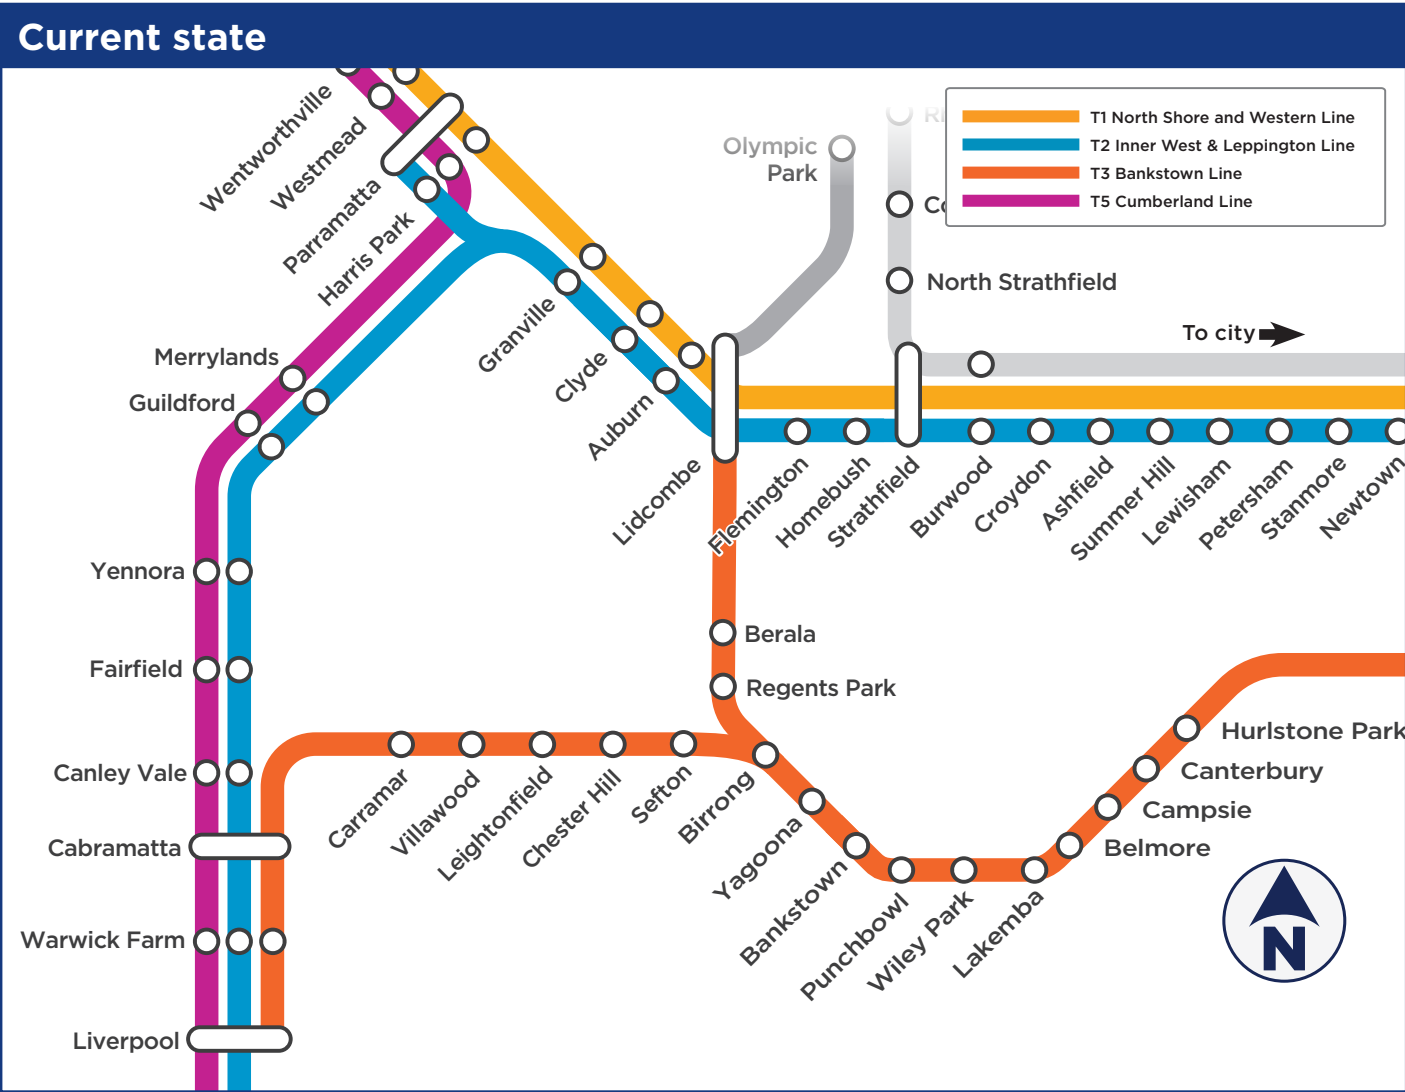 Current state
T1 North Shore and Western Line
T2 Inner West & Leppington Line
T3 Bankstown Line
T5 Cumberland Line
Wentworthville
Westmead
Parramatta
Harris Park
Olympic
Park
North Strathfield
To city
Merrylands
Guildford
Granville
Clyde
Auburn
Lidcombe
Flemington
Homebush
Strathfield
Burwood
Croydon
Ashfield
Summer Hill
Lewisham
Petersham
Stanmore
Newtown
Yennora
Fairfield
Canley Vale
Cabramatta
Warwick Farm
Liverpool
Berala
Regents Park
Carramar
Villawood
Leightonfield
Chester Hill
Sefton
Birrong
Yagoona
Bankstown
Punchbowl
Wiley Park
Lakemba
Belmore
Campsie
Canterbury
Hurlstone Park
N